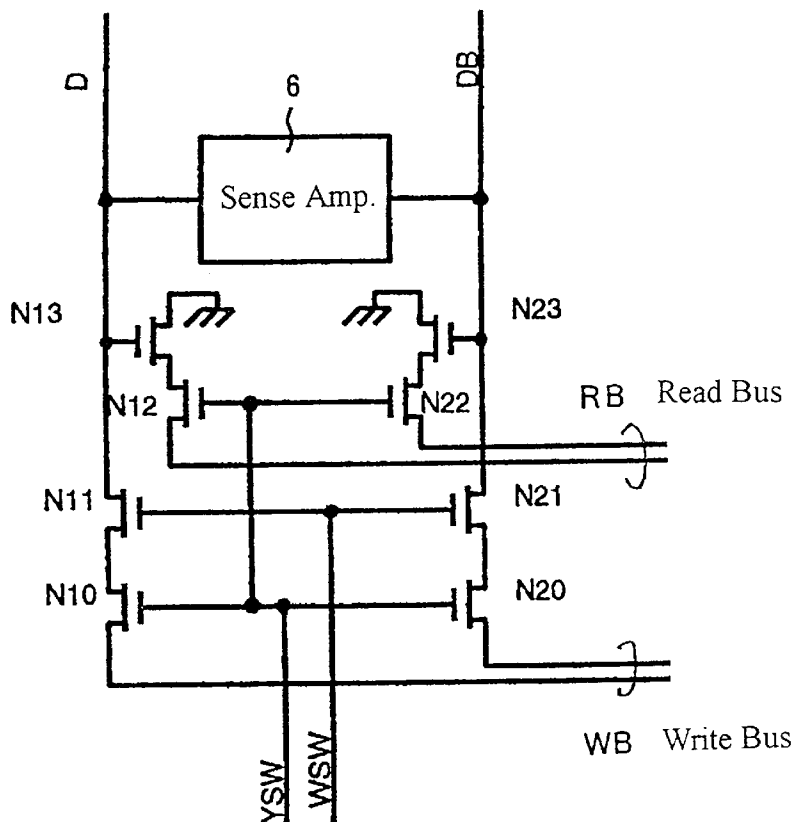 D
DB
6
Sense Amp.
N13
N23
N12
N22
RB Read Bus
N11
N21
N10
N20
WB Write Bus
YSW
WSW